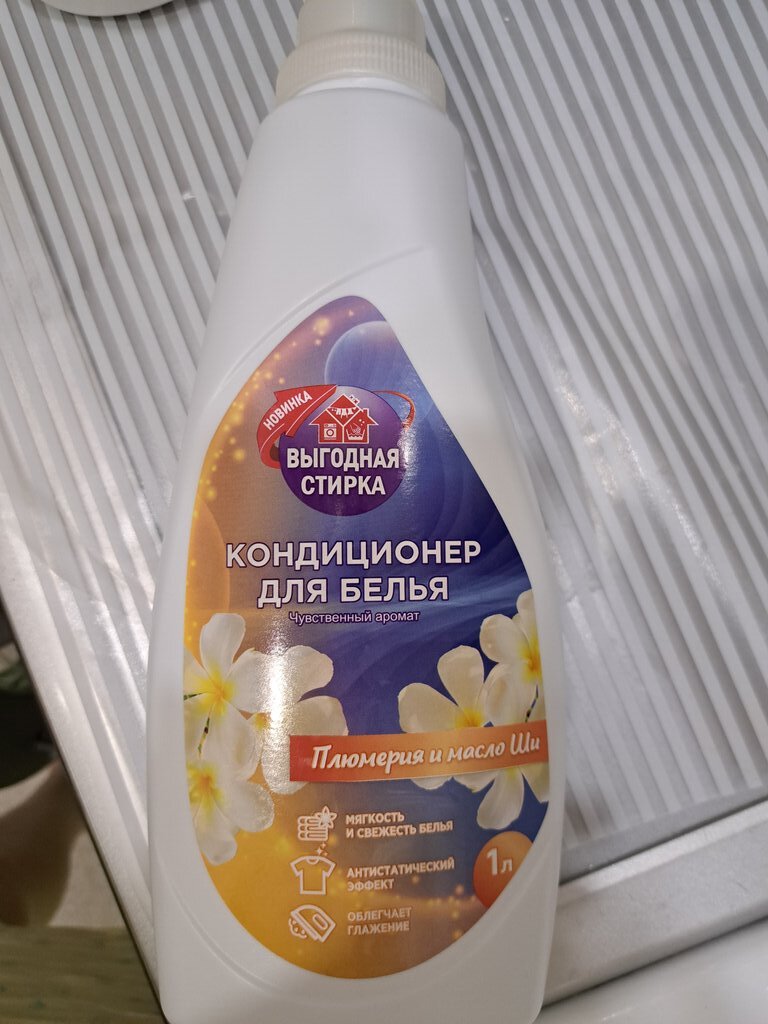 НОВИНКА
ВЫГОДНАЯ
СТИРКА
КОНДИЦИОНЕР
ДЛЯ БЕЛЬЯ
Чувственный аромат
Плюмерия и масло Ши
МЯГКОСТЬ
И СВЕЖЕСТЬ БЕЛЬЯ
АНТИСТАТИЧЕСКИЙ
ЭФФЕКТ
1л
ОБЛЕГЧАЕТ
ГЛАЖЕНИЕ